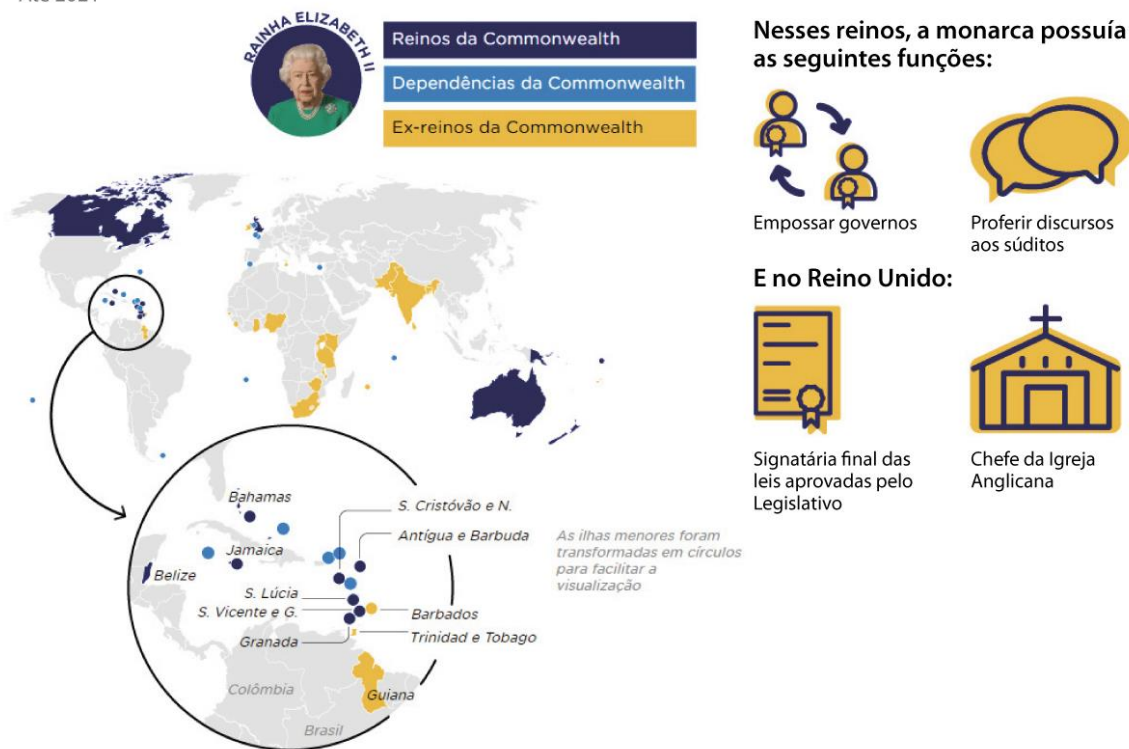 RAINHA ELIZABETH II
Reinos da Commonwealth
Dependências da Commonwealth
Ex-reinos da Commonwealth
Nesses reinos, a monarca possuía
as seguintes funções:
Empossar governos
Proferir discursos
aos súditos
E no Reino Unido:
Signatária final das
leis aprovadas pelo
Legislativo
Chefe da Igreja
Anglicana
Bahamas
S. Cristóvão e N.
Antígua e Barbuda
Jamaica
Belize
S. Lúcia
S. Vicente e G.
Barbados
Granada
Trinidad e Tobago
As ilhas menores foram
transformadas em círculos
para facilitar a
visualização
Colômbia
Guiana
Brasil